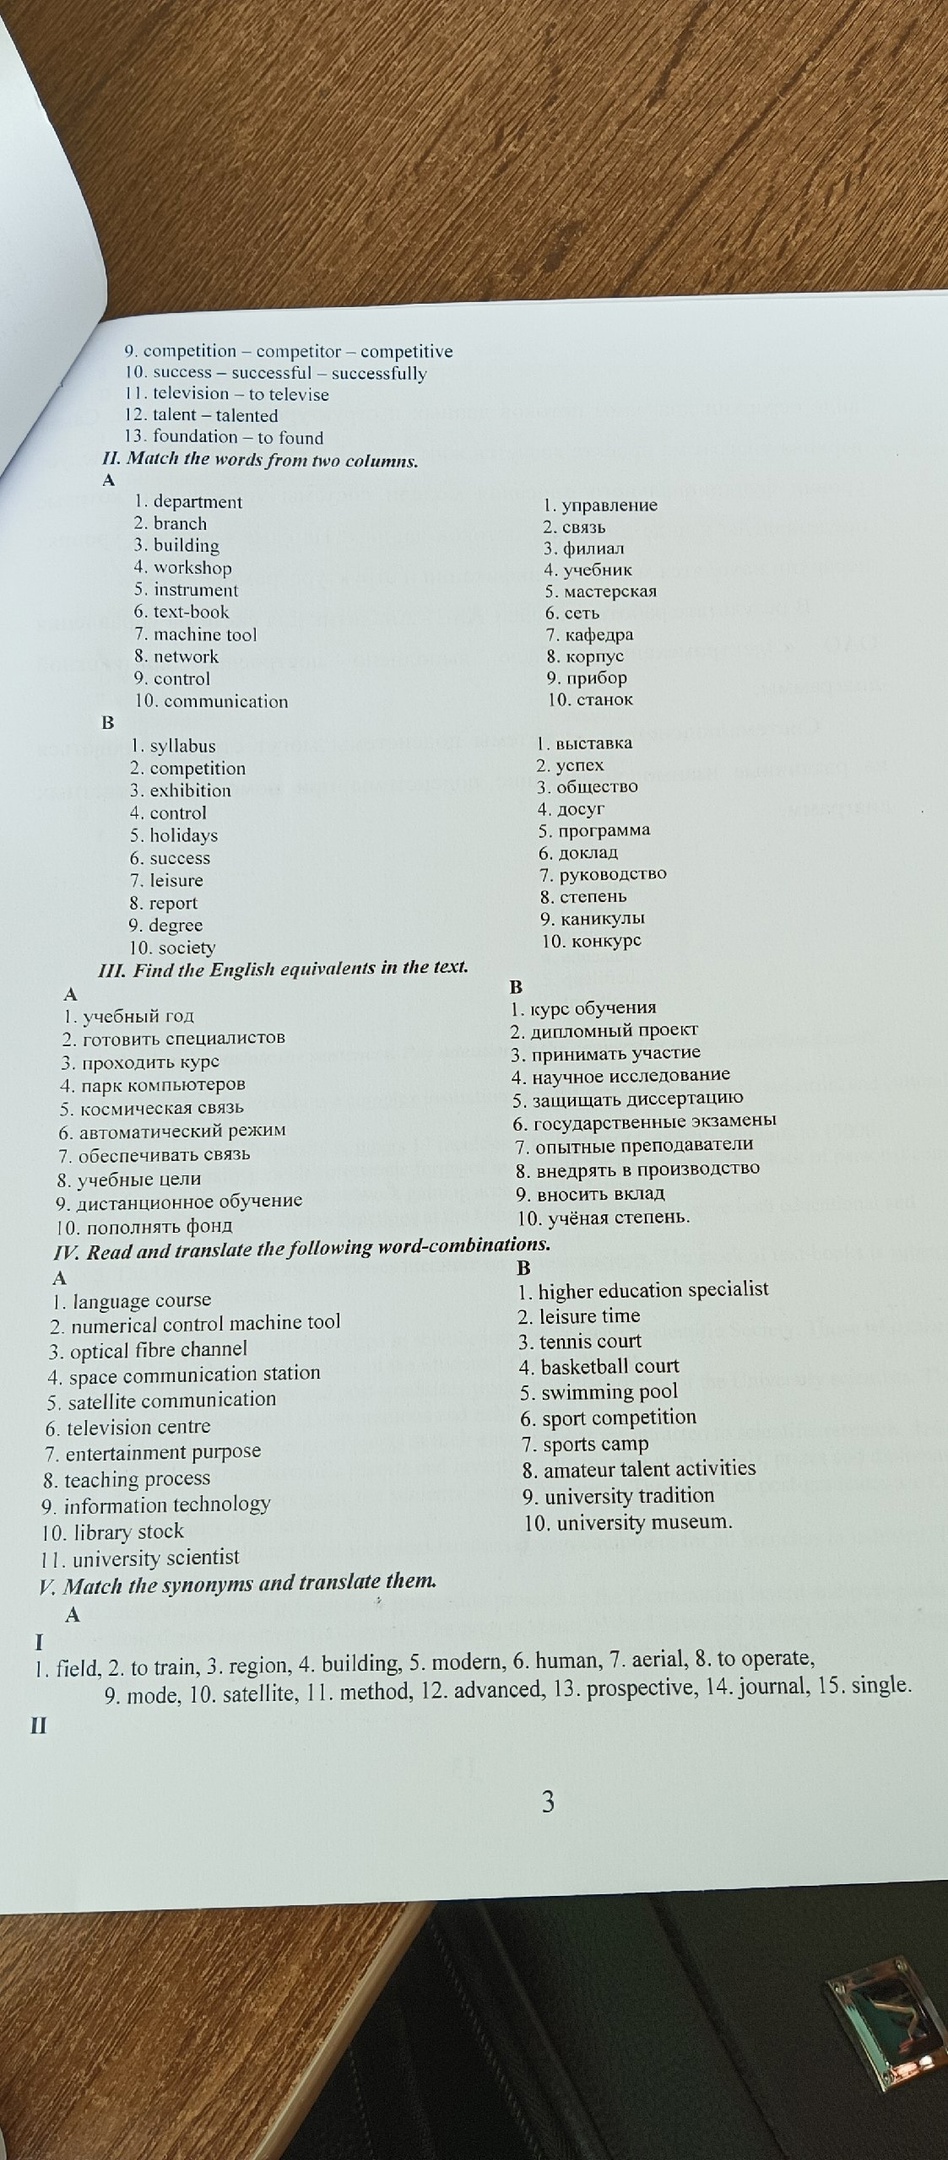 9. competition – competitor – competitive
10. success – successful – successfully
11. television – to televise
12. talent – talented
13. foundation – to found
II. Match the words from two columns.
A
1. department
2. branch
3. building
4. workshop
5. instrument
6. text-book
7. machine tool
8. network
9. control
10. communication
1. управление
2. связь
3. филиал
4. учебник
5. мастерская
6. сеть
7. кафедра
8. корпус
9. прибор
10. станок
B
1. syllabus
2. competition
3. exhibition
4. control
5. holidays
6. success
7. leisure
8. report
9. degree
10. society
1. выставка
2. успех
3. общество
4. досуг
5. программа
6. доклад
7. руководство
8. степень
9. каникулы
10. конкурс
III. Find the English equivalents in the text.
A
1. учебный год
2. готовить специалистов
3. проходить курс
4. парк компьютеров
5. космическая связь
6. автоматический режим
7. обеспечивать связь
8. учебные цели
9. дистанционное обучение
10. пополнять фонд
B
1. курс обучения
2. дипломный проект
3. принимать участие
4. научное исследование
5. защищать диссертацию
6. государственные экзамены
7. опытные преподаватели
8. внедрять в производство
9. вносить вклад
10. учёная степень.
IV. Read and translate the following word-combinations.
A
1. language course
2. numerical control machine tool
3. optical fibre channel
4. space communication station
5. satellite communication
6. television centre
7. entertainment purpose
8. teaching process
9. information technology
10. library stock
11. university scientist
B
1. higher education specialist
2. leisure time
3. tennis court
4. basketball court
5. swimming pool
6. sport competition
7. sports camp
8. amateur talent activities
9. university tradition
10. university museum.
V. Match the synonyms and translate them.
A
I
1. field, 2. to train, 3. region, 4. building, 5. modern, 6. human, 7. aerial, 8. to operate,
9. mode, 10. satellite, 11. method, 12. advanced, 13. prospective, 14. journal, 15. single.
II
3